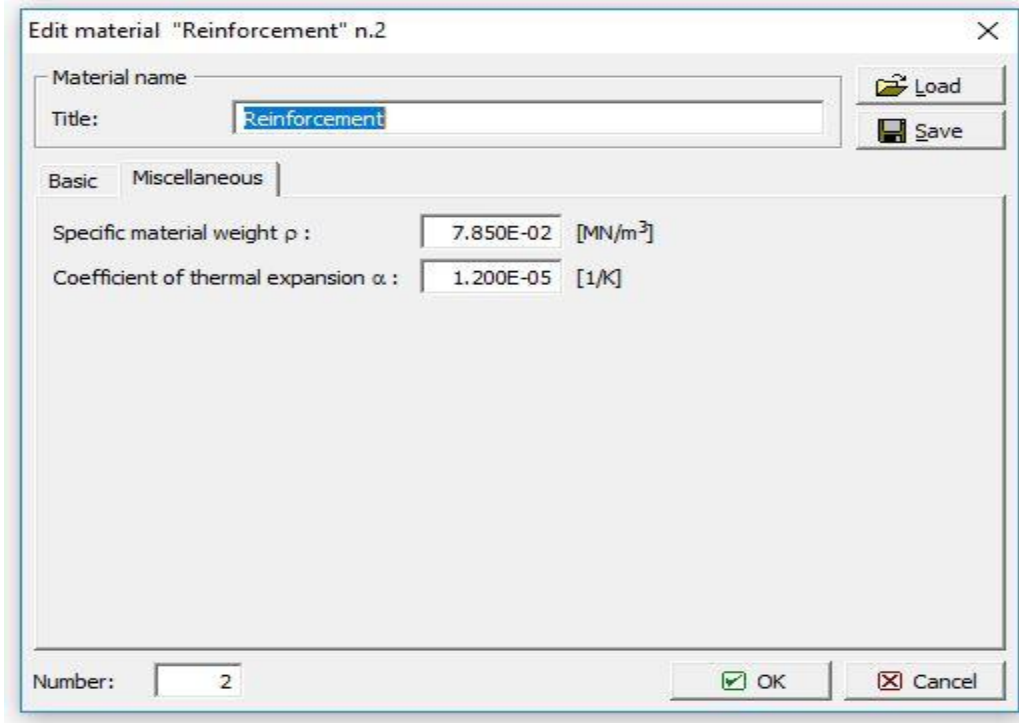 Edit material "Reinforcement" n.2
Material name
Title: Reinforcement
Load
Save
Basic Miscellaneous
Specific material weight ρ : 7.850E-02 [MN/m³]
Coefficient of thermal expansion α : 1.200E-05 [1/K]
Number: 2 OK Cancel